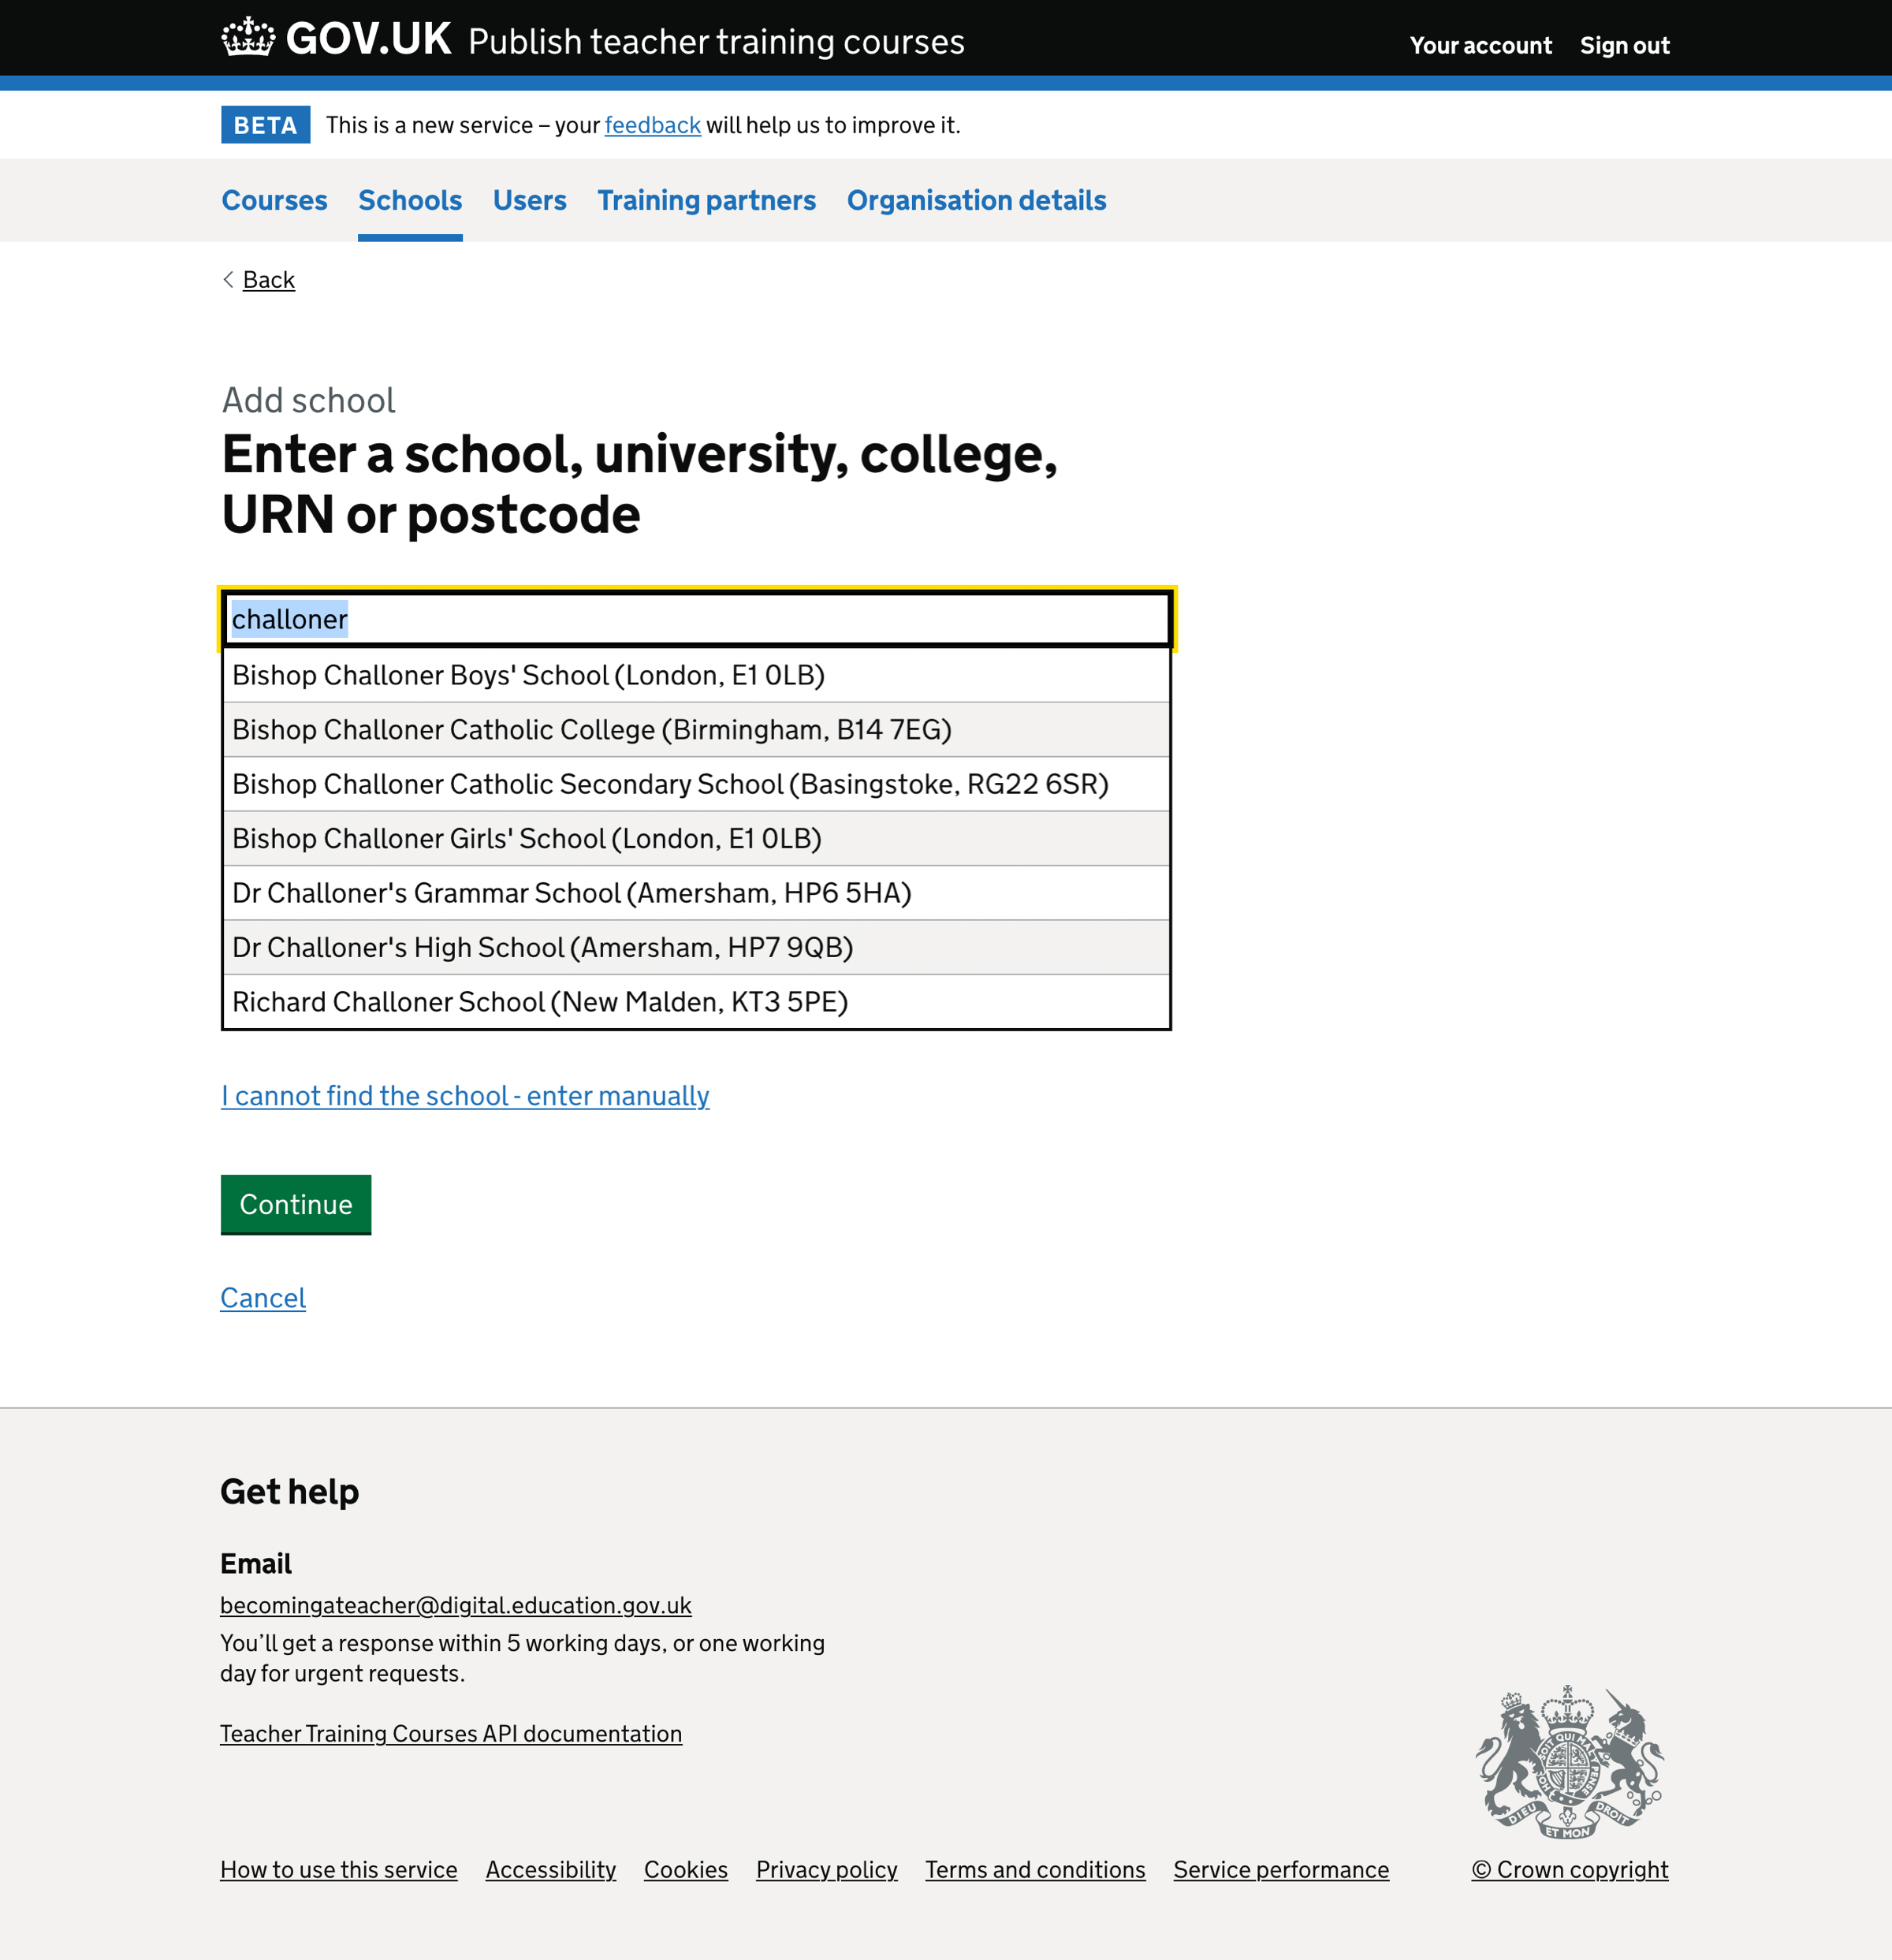 GOV.UK Publish teacher training courses Your account Sign out
BETA This is a new service – your feedback will help us to improve it.
Courses Schools Users Training partners Organisation details
Back
Add school
Enter a school, university, college,
URN or postcode
challoner
Bishop Challoner Boys' School (London, E1 0LB)
Bishop Challoner Catholic College (Birmingham, B14 7EG)
Bishop Challoner Catholic Secondary School (Basingstoke, RG22 6SR)
Bishop Challoner Girls' School (London, E1 0LB)
Dr Challoner's Grammar School (Amersham, HP6 5HA)
Dr Challoner's High School (Amersham, HP7 9QB)
Richard Challoner School (New Malden, KT3 5PE)
I cannot find the school - enter manually
Continue
Cancel
Get help
Email
becomingateacher@digital.education.gov.uk
You’ll get a response within 5 working days, or one working
day for urgent requests.
Teacher Training Courses API documentation
DIEU ET MON DROIT
How to use this service Accessibility Cookies Privacy policy Terms and conditions Service performance © Crown copyright